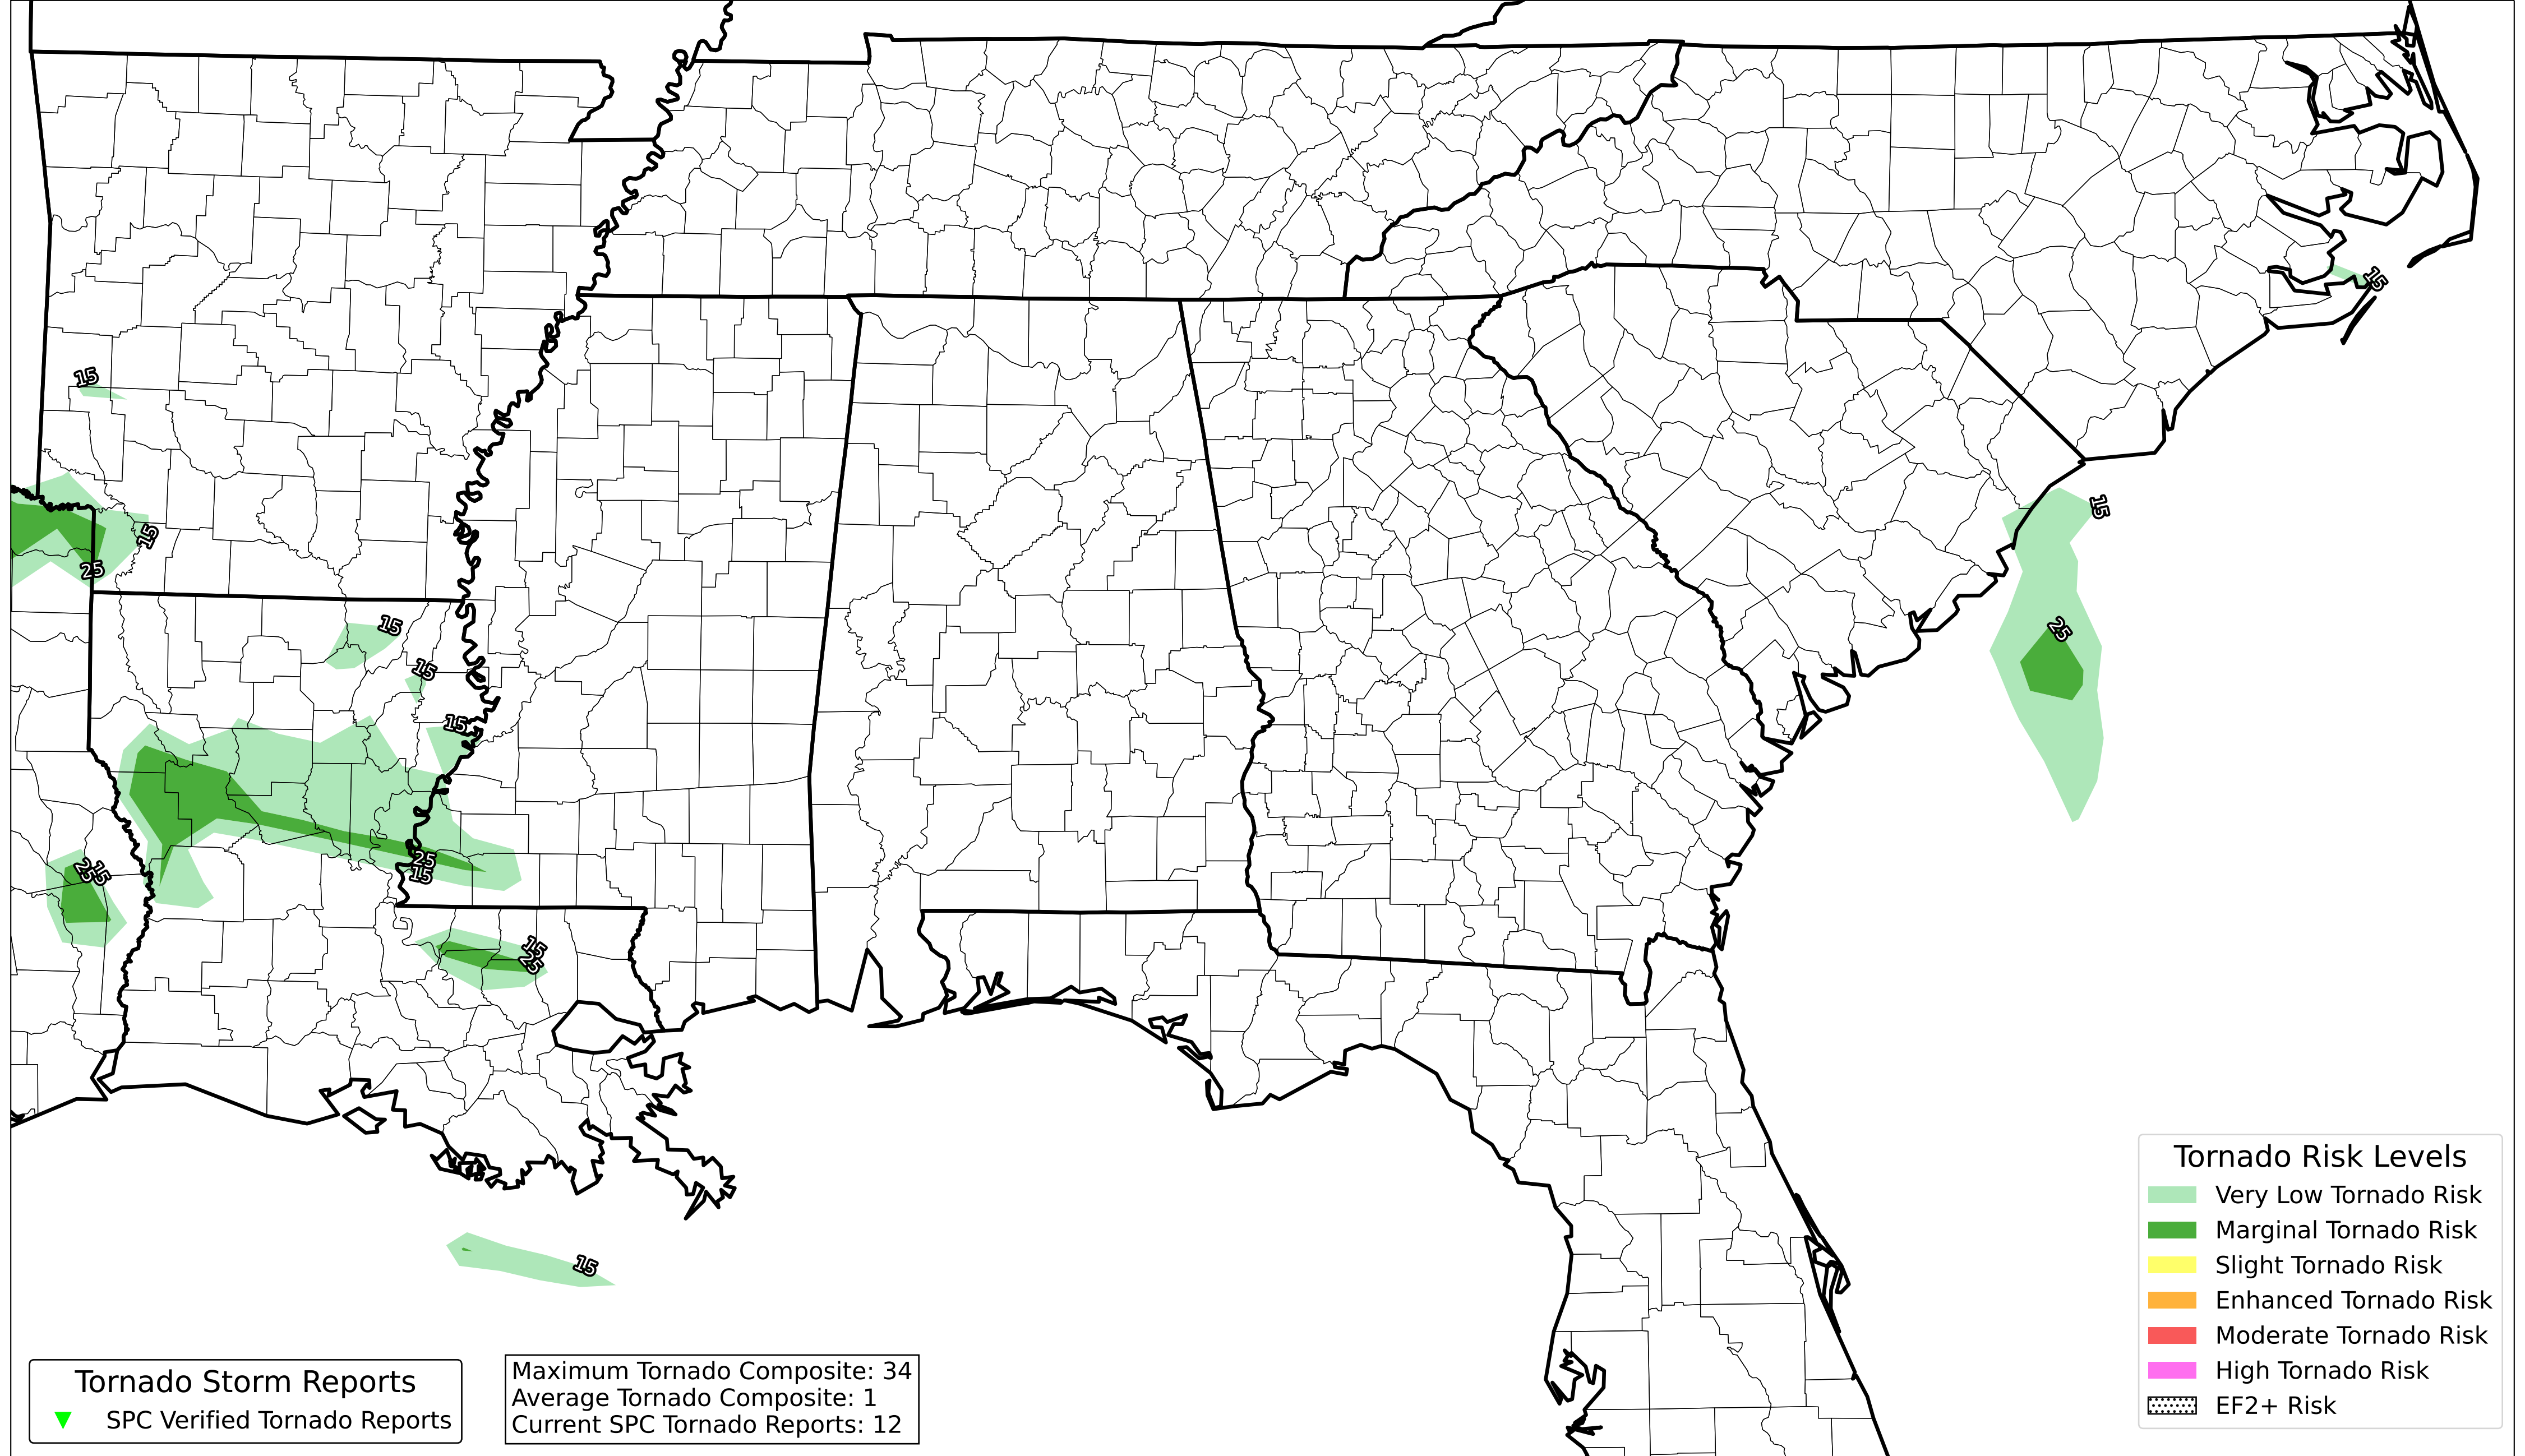 15
15
15
25
15
25
15
15
15
25
15
25
15
25
15
15
25
15
Tornado Risk Levels
Very Low Tornado Risk
Marginal Tornado Risk
Slight Tornado Risk
Enhanced Tornado Risk
Moderate Tornado Risk
High Tornado Risk
EF2+ Risk
Tornado Storm Reports
SPC Verified Tornado Reports
Maximum Tornado Composite: 34
Average Tornado Composite: 1
Current SPC Tornado Reports: 12